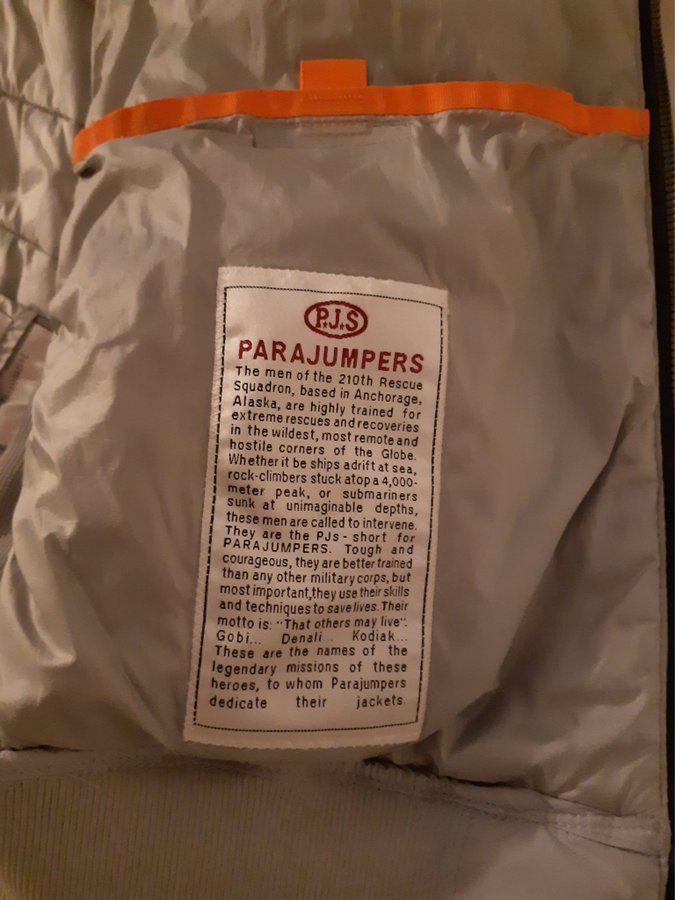 P.J.S
PARAJUMPERS
The men of the 210th Rescue
Squadron, based in Anchorage,
Alaska, are highly trained for
extreme rescues and recoveries
in the wildest, most remote and
hostile corners of the Globe.
Whether it be ships adrift at sea,
rock-climbers stuck atop a 4,000-
meter peak, or submariners
sunk at unimaginable depths,
these men are called to intervene.
They are the PJs - short for
PARAJUMPERS. Tough and
courageous, they are better trained
than any other military corps, but
most important,they use their skills
and techniques to save lives. Their
motto is: "That others may live".
Gobi... Denali... Kodiak...
These are the names of the
legendary missions of these
heroes, to whom Parajumpers
dedicate their jackets.